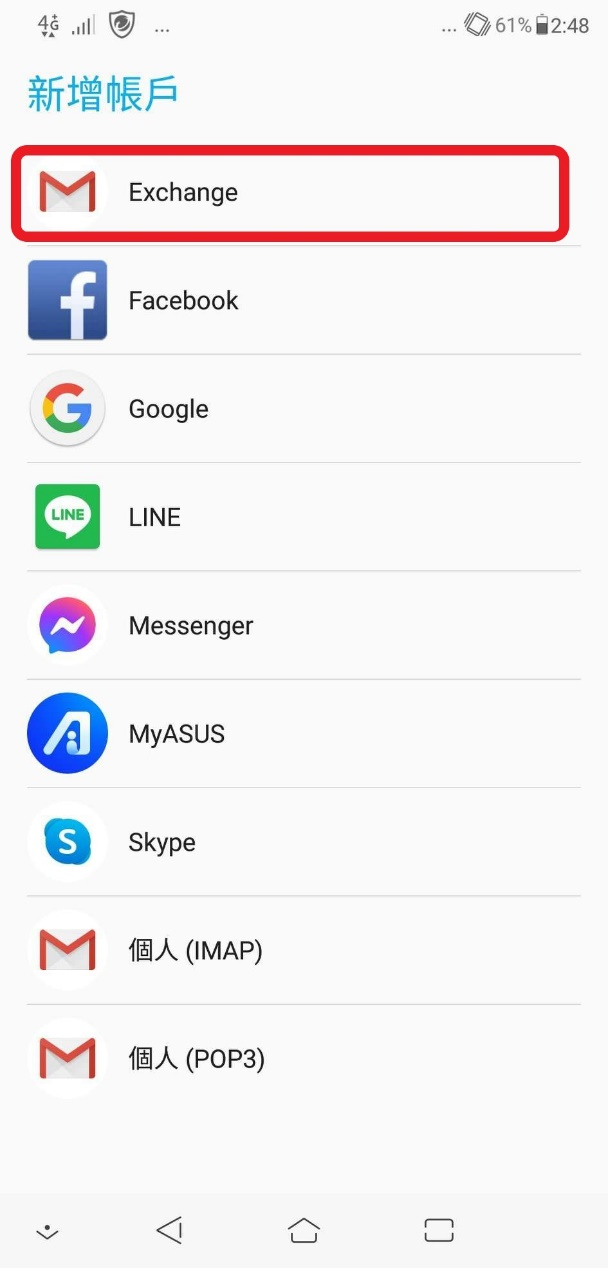 4G ... ... 61% 2:48
新增帳戶
Exchange
Facebook
Google
LINE
LINE
Messenger
MyASUS
Skype
個人 (IMAP)
個人 (POP3)